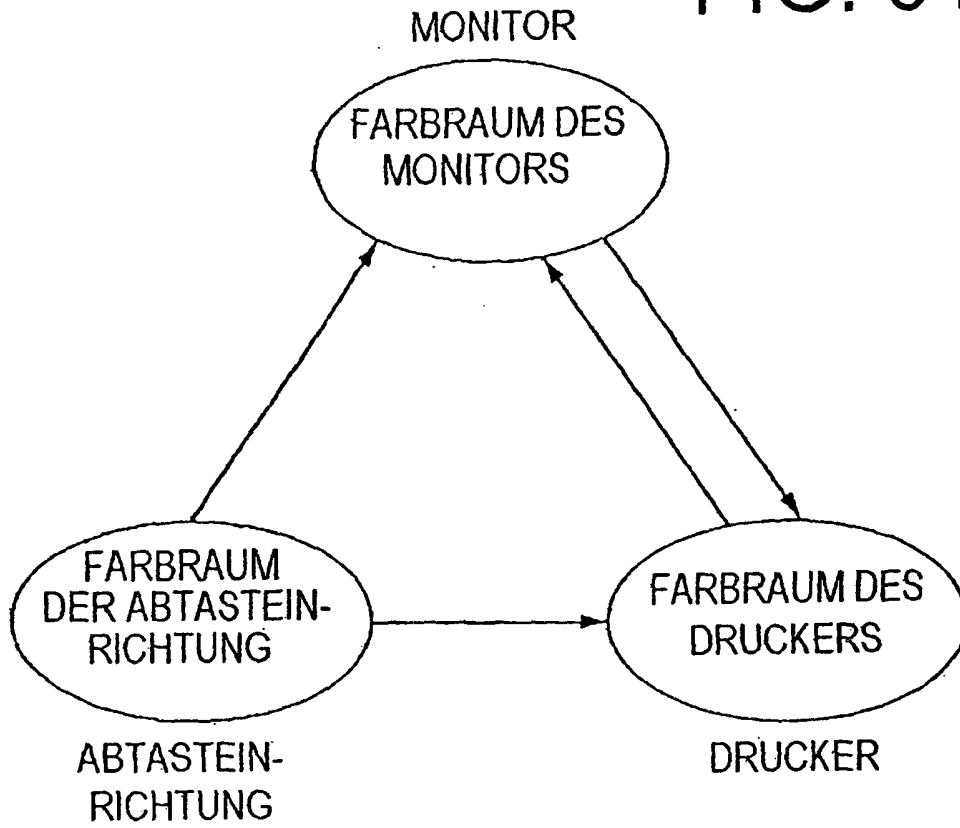 MONITOR
FARBRAUM DES
MONITORS
FARBRAUM
DER ABTASTEIN-
RICHTUNG
FARBRAUM DES
DRUCKERS
ABTASTEIN-
RICHTUNG
DRUCKER